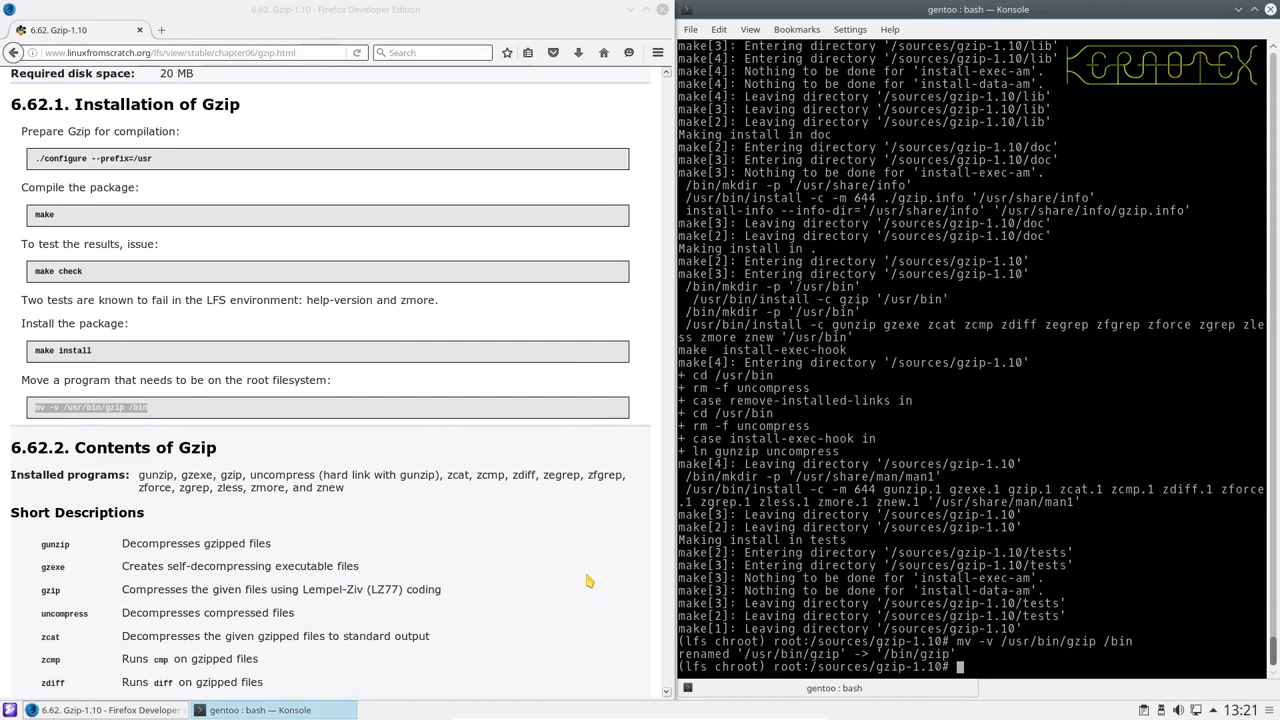 6.62. Gzip-1.10 - Firefox Developer Edition
6.62. Gzip-1.10
www.linuxfromscratch.org/lfs/view/stable/chapter06/gzip.html
Search
Required disk space: 20 MB
6.62.1. Installation of Gzip
Prepare Gzip for compilation:
./configure --prefix=/usr
Compile the package:
make
To test the results, issue:
make check
Two tests are known to fail in the LFS environment: help-version and zmore.
Install the package:
make install
Move a program that needs to be on the root filesystem:
mv -v /usr/bin/gzip /bin
6.62.2. Contents of Gzip
Installed programs: gunzip, gzexe, gzip, uncompress (hard link with gunzip), zcat, zcmp, zdiff, zegrep, zfgrep,
zforce, zgrep, zless, zmore, and znew
Short Descriptions
gunzip Decompresses gzipped files
gzexe Creates self-decompressing executable files
gzip Compresses the given files using Lempel-Ziv (LZ77) coding
uncompress Decompresses compressed files
zcat Decompresses the given gzipped files to standard output
zcmp Runs cmp on gzipped files
zdiff Runs diff on gzipped files
gentoo : bash — Konsole
File Edit View Bookmarks Settings Help
KERAOTEX
make[3]: Entering directory '/sources/gzip-1.10/lib'
make[4]: Entering directory '/sources/gzip-1.10/lib'
make[4]: Nothing to be done for 'install-exec-am'.
make[4]: Nothing to be done for 'install-data-am'.
make[4]: Leaving directory '/sources/gzip-1.10/lib'
make[3]: Leaving directory '/sources/gzip-1.10/lib'
make[2]: Leaving directory '/sources/gzip-1.10/lib'
Making install in doc
make[2]: Entering directory '/sources/gzip-1.10/doc'
make[3]: Entering directory '/sources/gzip-1.10/doc'
make[3]: Nothing to be done for 'install-exec-am'.
/bin/mkdir -p '/usr/share/info'
/usr/bin/install -c -m 644 ./gzip.info '/usr/share/info'
install-info --info-dir='/usr/share/info' '/usr/share/info/gzip.info'
make[3]: Leaving directory '/sources/gzip-1.10/doc'
make[2]: Leaving directory '/sources/gzip-1.10/doc'
Making install in .
make[2]: Entering directory '/sources/gzip-1.10'
make[3]: Entering directory '/sources/gzip-1.10'
/bin/mkdir -p '/usr/bin'
/usr/bin/install -c gzip '/usr/bin'
/bin/mkdir -p '/usr/bin'
/usr/bin/install -c gunzip gzexe zcat zcmp zdiff zegrep zfgrep zforce zgrep zle
ss zmore znew '/usr/bin'
make  install-exec-hook
make[4]: Entering directory '/sources/gzip-1.10'
+ cd /usr/bin
+ rm -f uncompress
+ case remove-installed-links in
+ cd /usr/bin
+ rm -f uncompress
+ case install-exec-hook in
+ ln gunzip uncompress
make[4]: Leaving directory '/sources/gzip-1.10'
/bin/mkdir -p '/usr/share/man/man1'
/usr/bin/install -c -m 644 gunzip.1 gzexe.1 gzip.1 zcat.1 zcmp.1 zdiff.1 zforce
.1 zgrep.1 zless.1 zmore.1 znew.1 '/usr/share/man/man1'
make[3]: Leaving directory '/sources/gzip-1.10'
make[2]: Leaving directory '/sources/gzip-1.10'
Making install in tests
make[2]: Entering directory '/sources/gzip-1.10/tests'
make[3]: Entering directory '/sources/gzip-1.10/tests'
make[3]: Nothing to be done for 'install-exec-am'.
make[3]: Nothing to be done for 'install-data-am'.
make[3]: Leaving directory '/sources/gzip-1.10/tests'
make[2]: Leaving directory '/sources/gzip-1.10/tests'
make[1]: Leaving directory '/sources/gzip-1.10'
(lfs chroot) root:/sources/gzip-1.10# mv -v /usr/bin/gzip /bin
renamed '/usr/bin/gzip' -> '/bin/gzip'
(lfs chroot) root:/sources/gzip-1.10#
gentoo : bash
6.62. Gzip-1.10 - Firefox Developer
gentoo : bash — Konsole
13:21